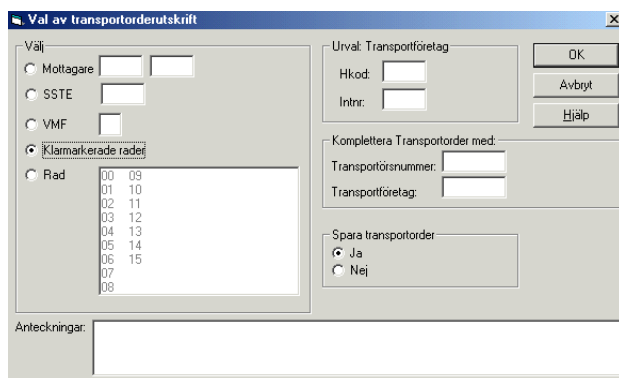 Val av transportorderutskrift
Välj
Mottagare
SSTE
VMF
Klarmarkerade rader
Rad
00 09
01 10
02 11
03 12
04 13
05 14
06 15
07
08
Urval: Transportföretag
Hkod:
Intnr:
Komplettera Transportorder med:
Transportörsnummer:
Transportföretag:
Spara transportorder
Ja
Nej
OK
Avbryt
Hjälp
Anteckningar: